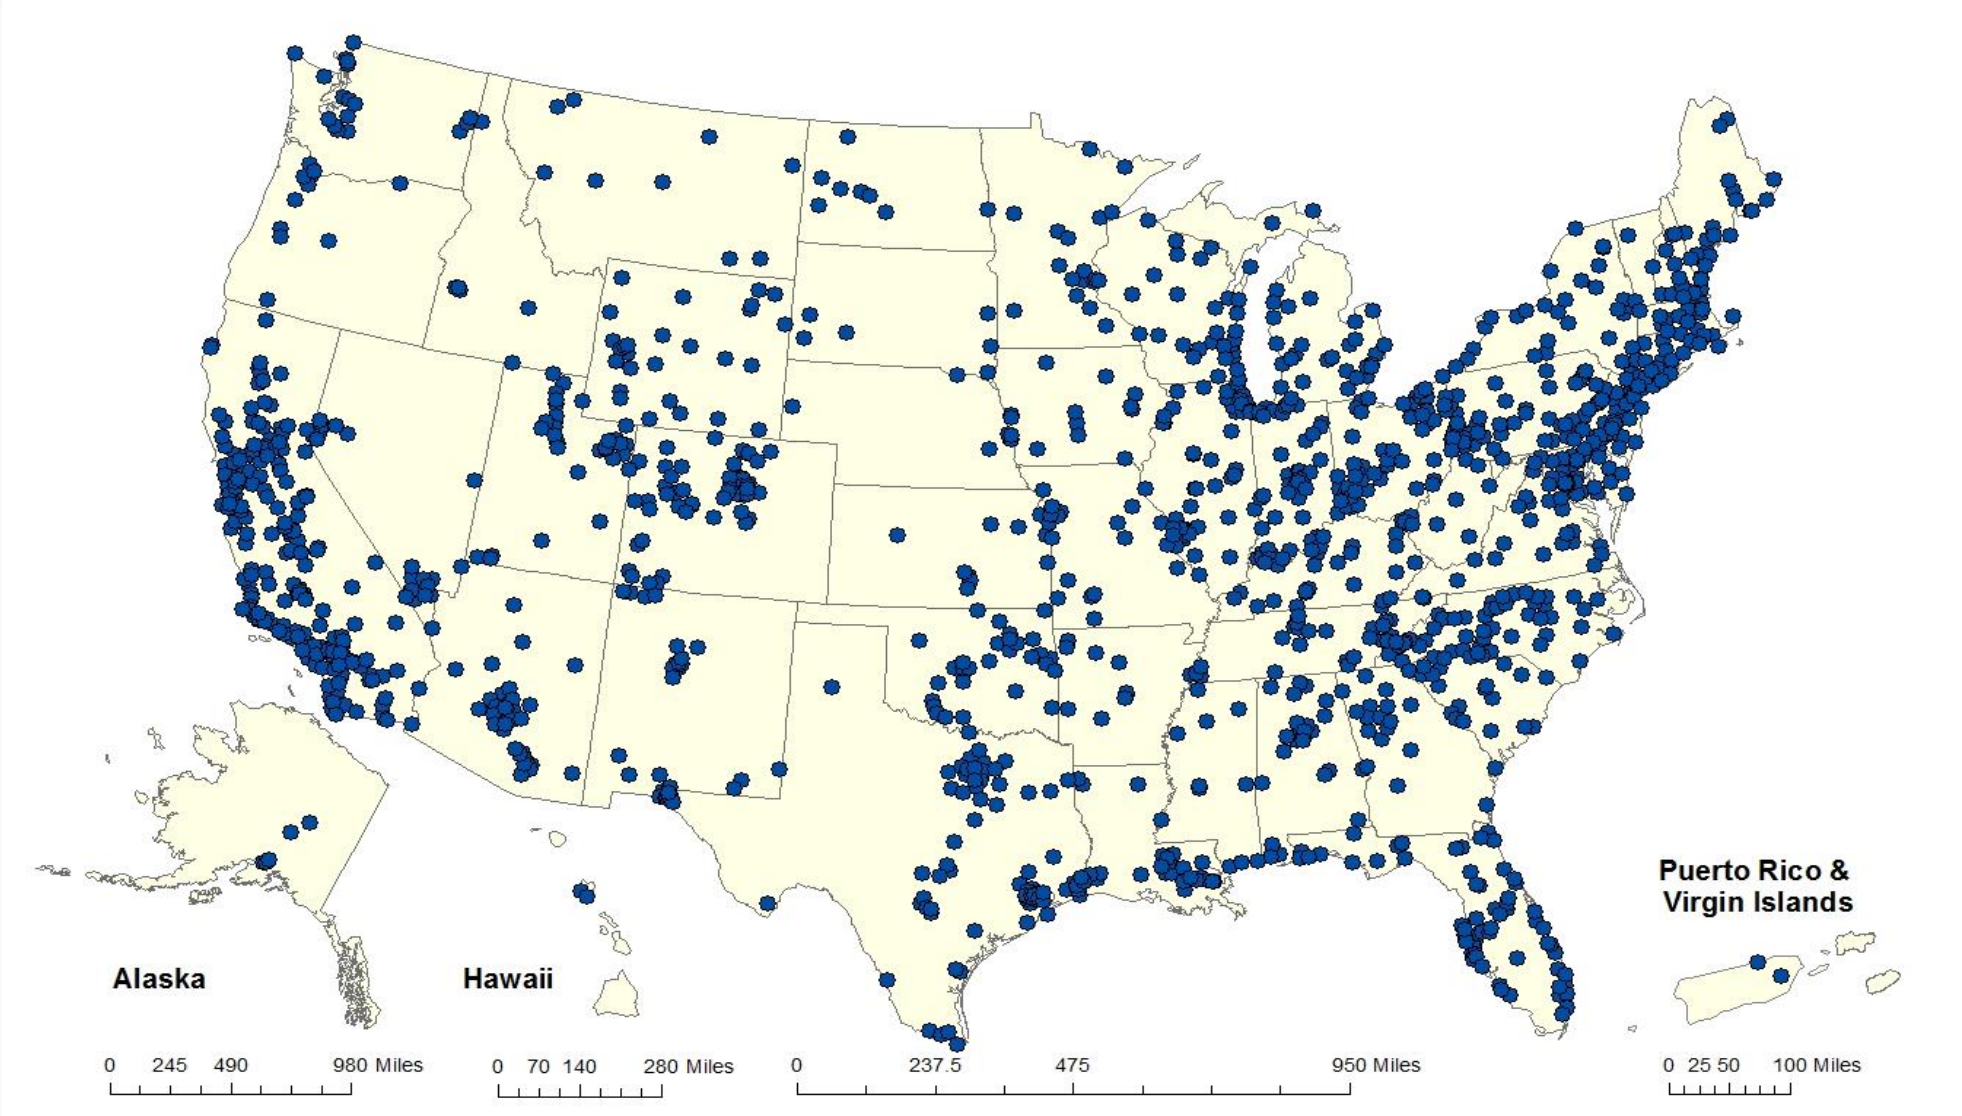 Puerto Rico &
Virgin Islands
Alaska
Hawaii
0 245 490 980 Miles
0 70 140 280 Miles
0 237.5 475 950 Miles
0 25 50 100 Miles